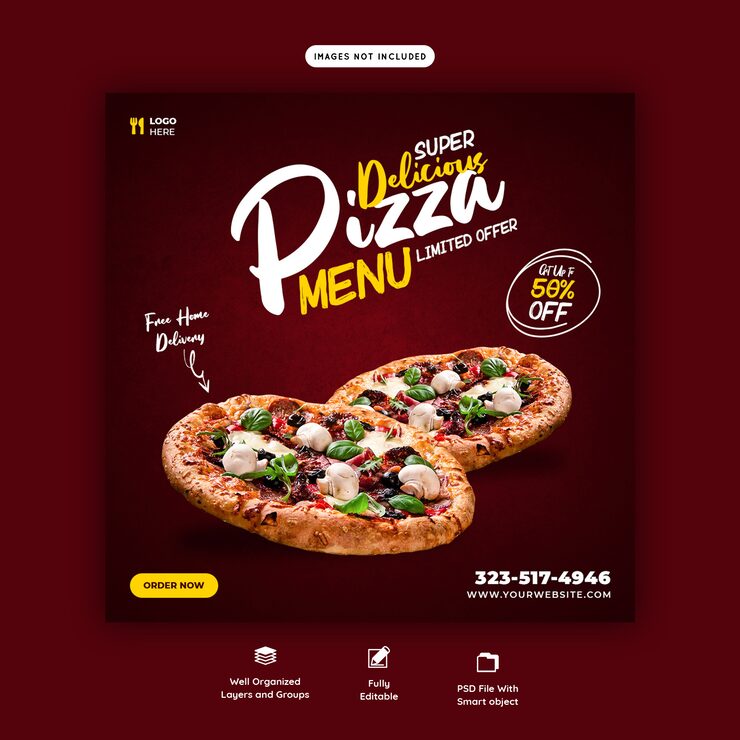 IMAGES NOT INCLUDED
LOGO
HERE
SUPER
Delicious
Pizza
MENU
LIMITED OFFER
Get Up To
50%
OFF
Free Home
Delivery
ORDER NOW
323-517-4946
WWW.YOURWEBSITE.COM
Well Organized
Layers and Groups
Fully
Editable
PSD File With
Smart object